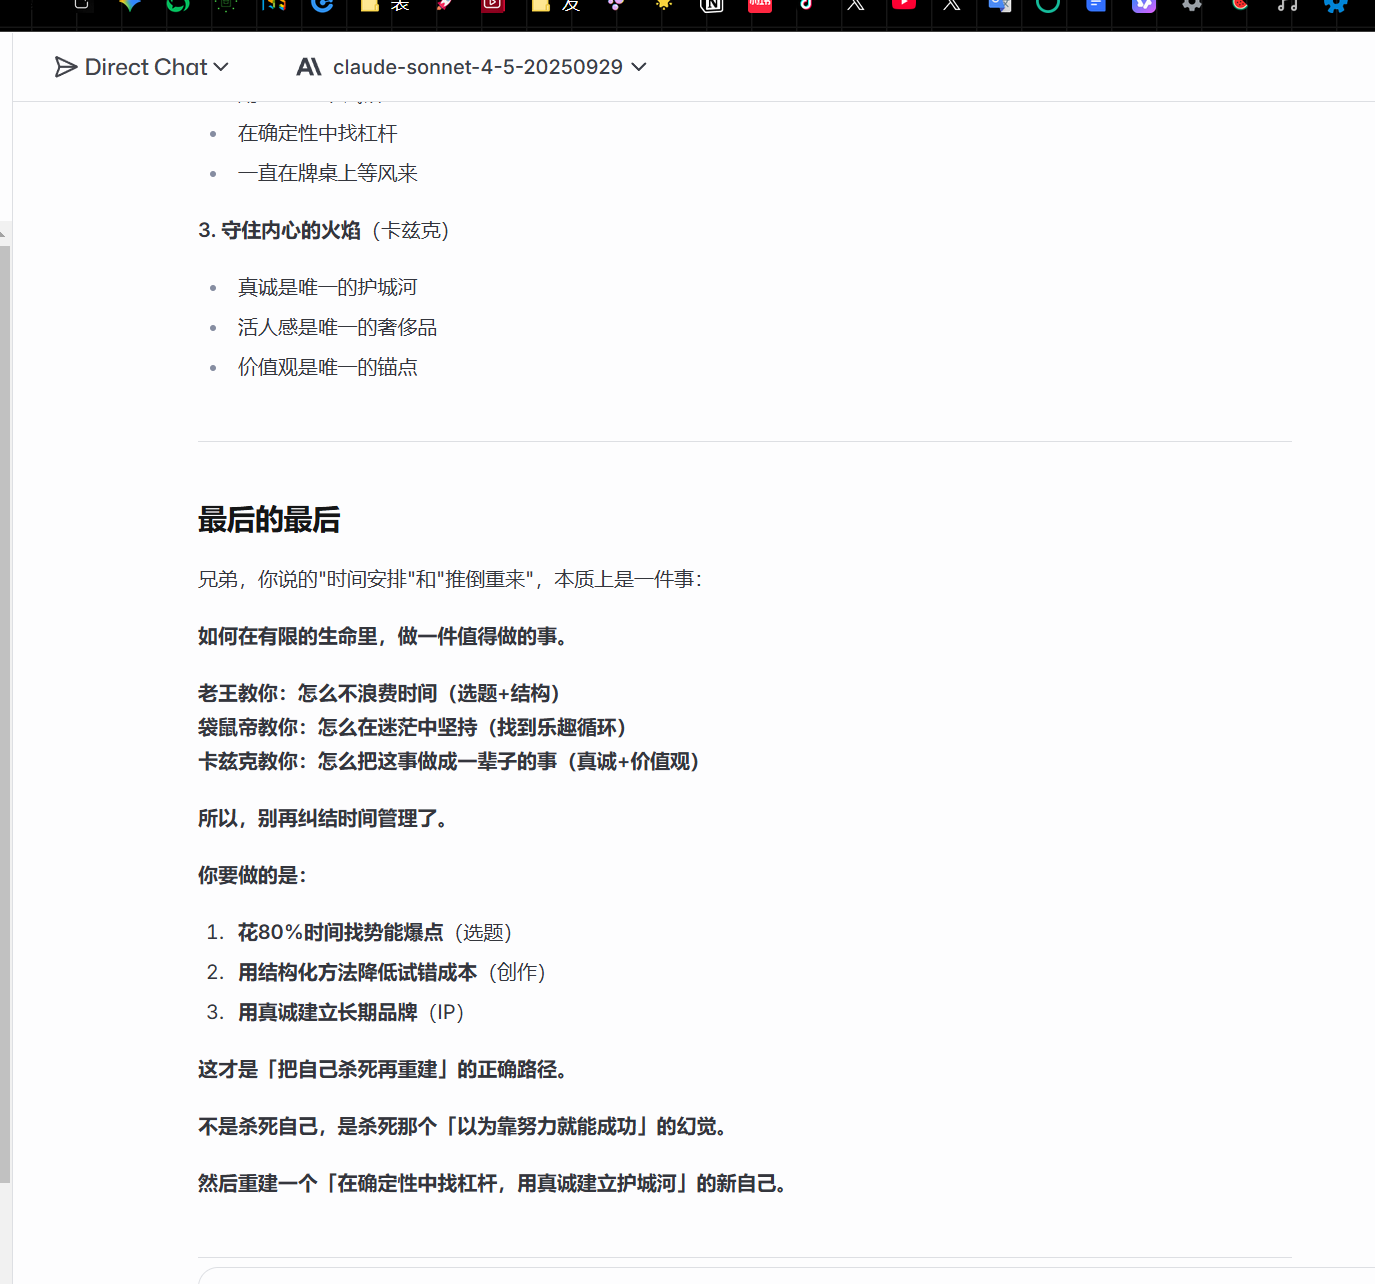 装
发
小红书
Direct Chat
claude-sonnet-4-5-20250929
在确定性中找杠杆
一直在牌桌上等风来
3. 守住内心的火焰（卡兹克）
真诚是唯一的护城河
活人感是唯一的奢侈品
价值观是唯一的锚点
最后的最后
兄弟，你说的"时间安排"和"推倒重来"，本质上是一件事：
如何在有限的生命里，做一件值得做的事。
老王教你：怎么不浪费时间（选题+结构）
袋鼠帝教你：怎么在迷茫中坚持（找到乐趣循环）
卡兹克教你：怎么把这事做成一辈子的事（真诚+价值观）
所以，别再纠结时间管理了。
你要做的是：
1. 花80%时间找势能爆点（选题）
2. 用结构化方法降低试错成本（创作）
3. 用真诚建立长期品牌（IP）
这才是「把自己杀死再重建」的正确路径。
不是杀死自己，是杀死那个「以为靠努力就能成功」的幻觉。
然后重建一个「在确定性中找杠杆，用真诚建立护城河」的新自己。